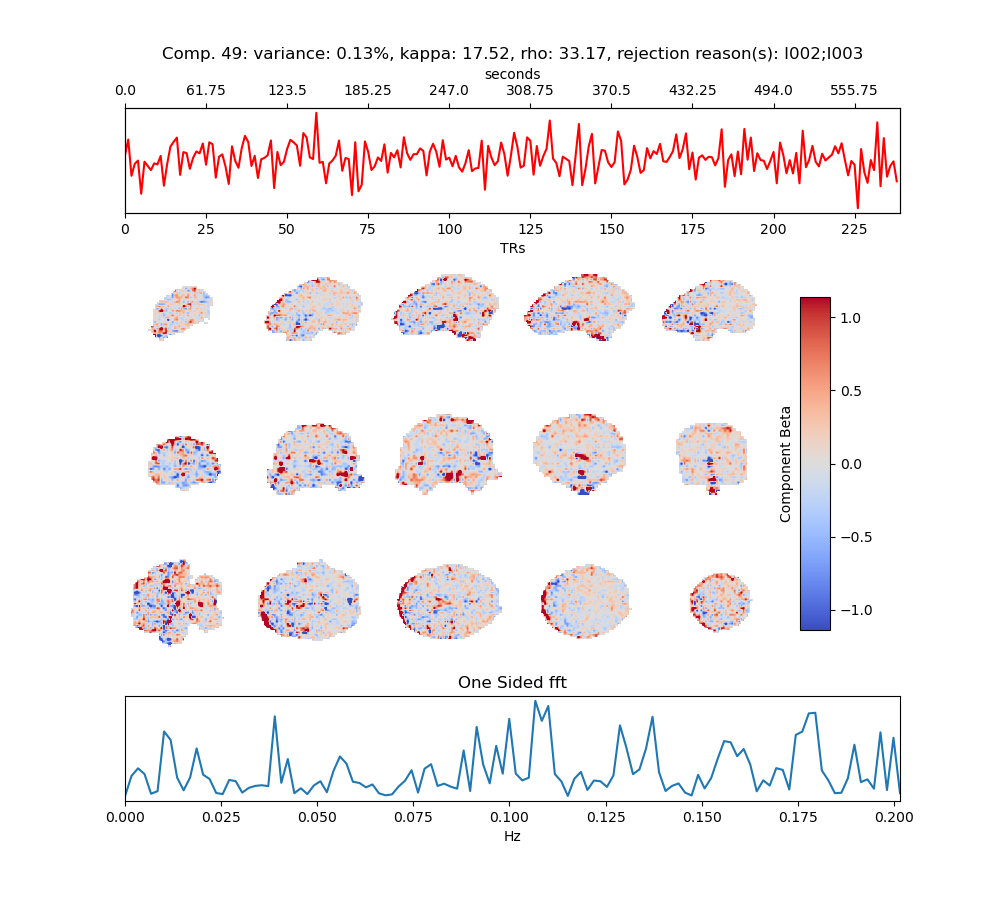 Comp. 49: variance: 0.13%, kappa: 17.52, rho: 33.17, rejection reason(s): I002;I003
seconds
0.0 61.75 123.5 185.25 247.0 308.75 370.5 432.25 494.0 555.75
0 25 50 75 100 125 150 175 200 225
TRs
1.0
0.5
0.0
−0.5
−1.0
Component Beta
One Sided fft
0.000 0.025 0.050 0.075 0.100 0.125 0.150 0.175 0.200
Hz